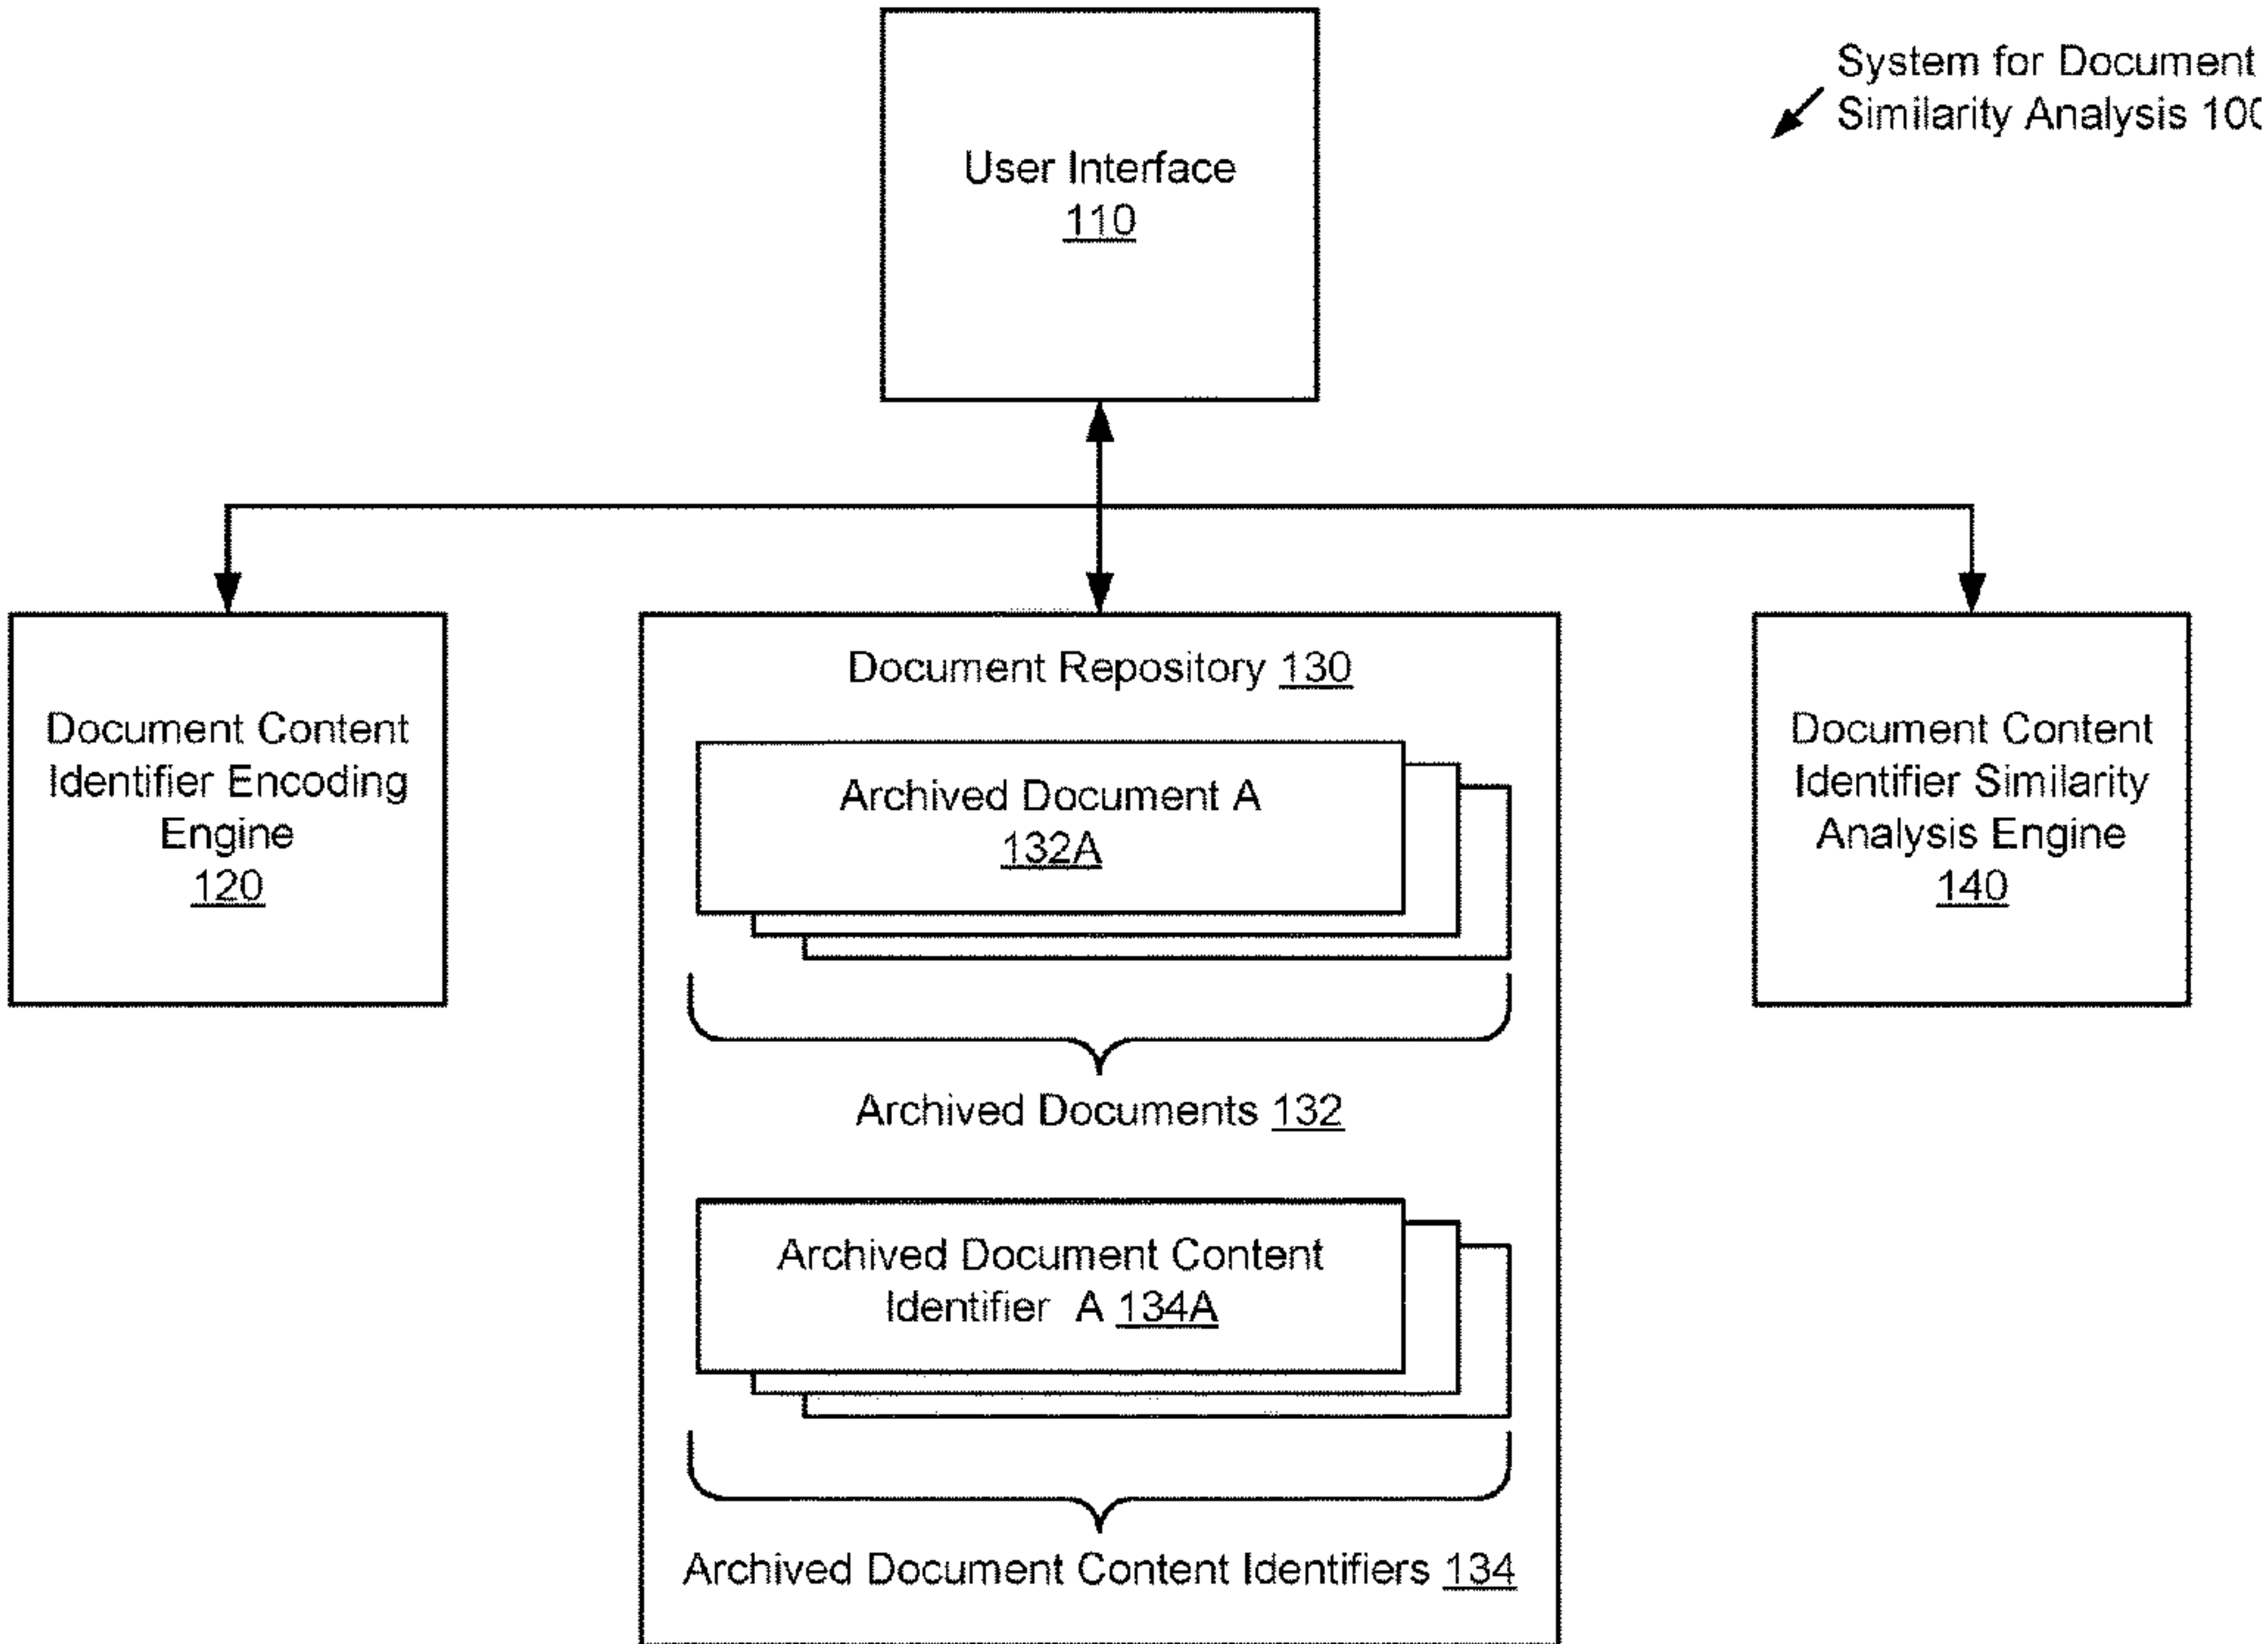 System for Document
Similarity Analysis 100
User Interface
110
Document Content
Identifier Encoding
Engine
120
Document Repository 130
Archived Document A
132A
Archived Documents 132
Archived Document Content
Identifier A 134A
Archived Document Content Identifiers 134
Document Content
Identifier Similarity
Analysis Engine
140